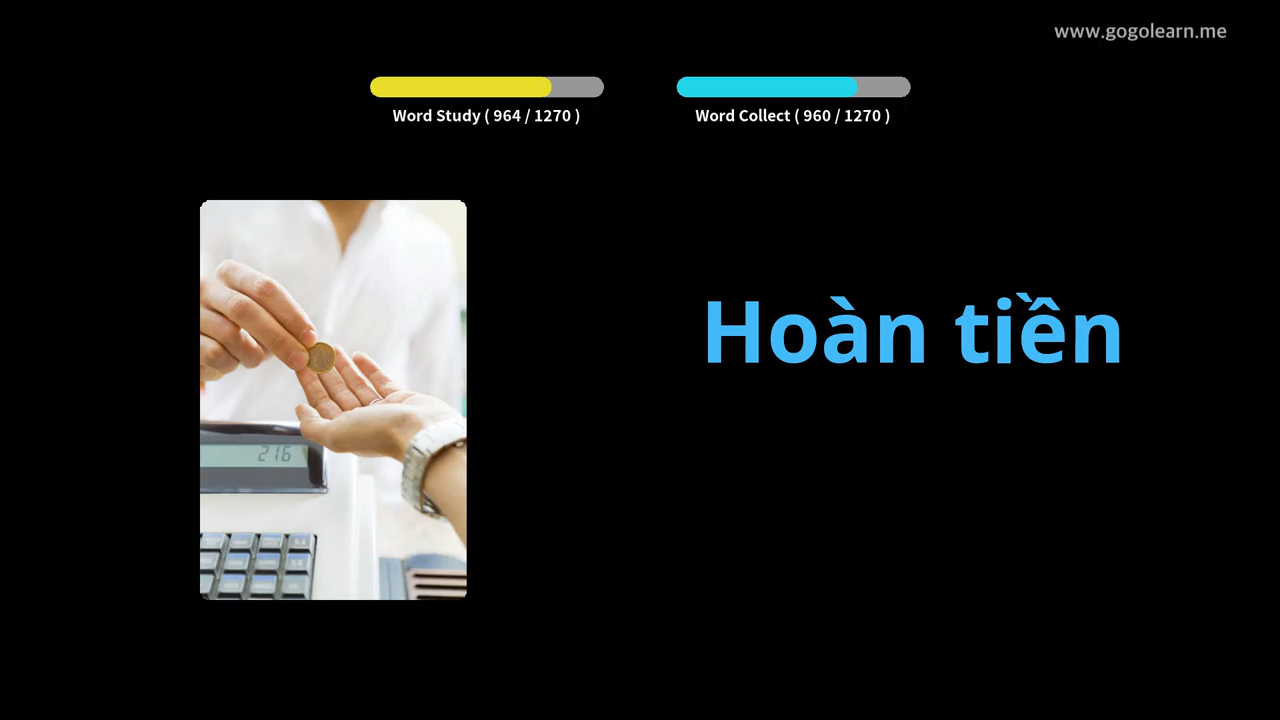 www.gogolearn.me
Word Study ( 964 / 1270 )
Word Collect ( 960 / 1270 )
Hoàn tiền
216